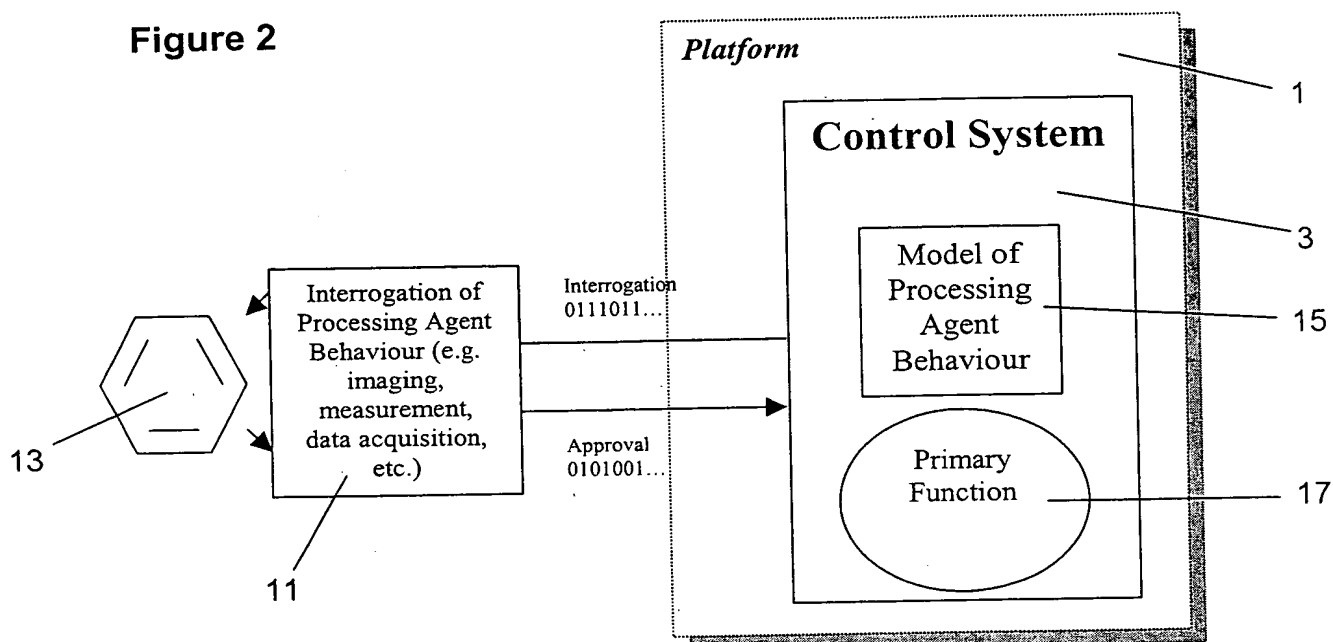 Figure 2
Platform
1
Control System
3
Model of
Processing
Agent
Behaviour
15
Interrogation of
Processing Agent
Behaviour (e.g.
imaging,
measurement,
data acquisition,
etc.)
Interrogation
0111011...
Approval
0101001...
13
11
Primary
Function
17